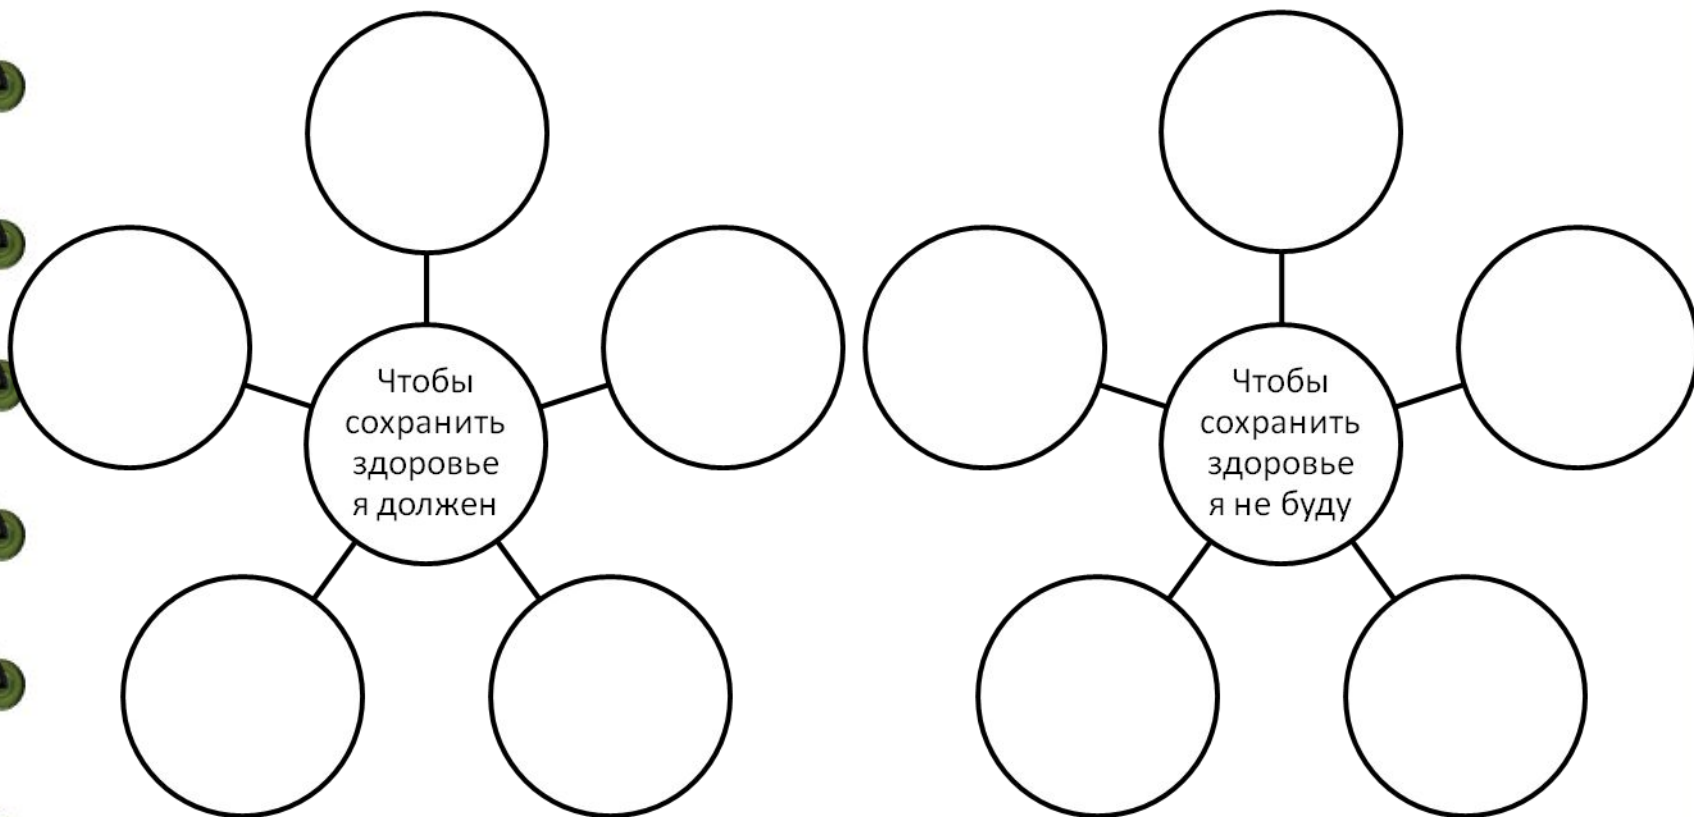 Чтобы
сохранить
здоровье
я должен
Чтобы
сохранить
здоровье
я не буду